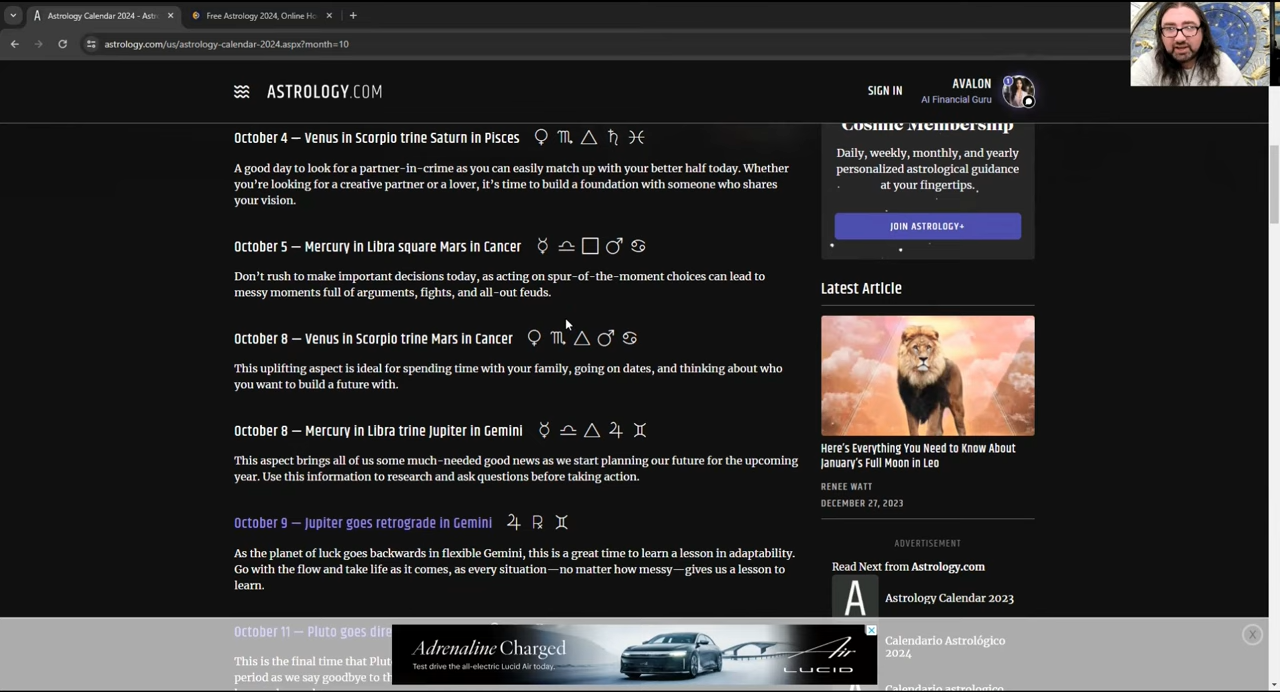 Astrology Calendar 2024 - Astr
Free Astrology 2024, Online Ho
astrology.com/us/astrology-calendar-2024.aspx?month=10
ASTROLOGY.COM
SIGN IN
AVALON
AI Financial Guru
1
October 4 — Venus in Scorpio trine Saturn in Pisces ♀ ♏ △ ♄ ♓
A good day to look for a partner-in-crime as you can easily match up with your better half today. Whether
you're looking for a creative partner or a lover, it's time to build a foundation with someone who shares
your vision.
October 5 — Mercury in Libra square Mars in Cancer ☿ ♎ □ ♂ ♋
Don't rush to make important decisions today, as acting on spur-of-the-moment choices can lead to
messy moments full of arguments, fights, and all-out feuds.
October 8 — Venus in Scorpio trine Mars in Cancer ♀ ♏ △ ♂ ♋
This uplifting aspect is ideal for spending time with your family, going on dates, and thinking about who
you want to build a future with.
October 8 — Mercury in Libra trine Jupiter in Gemini ☿ ♎ △ ♃ ♊
This aspect brings all of us some much-needed good news as we start planning our future for the upcoming
year. Use this information to research and ask questions before taking action.
October 9 — Jupiter goes retrograde in Gemini ♃ ℞ ♊
As the planet of luck goes backwards in flexible Gemini, this is a great time to learn a lesson in adaptability.
Go with the flow and take life as it comes, as every situation—no matter how messy—gives us a lesson to
learn.
October 11 — Pluto goes dire
This is the final time that Plut
period as we say goodbye to th
Cosmic Membership
Daily, weekly, monthly, and yearly
personalized astrological guidance
at your fingertips.
JOIN ASTROLOGY+
Latest Article
Here's Everything You Need to Know About
January's Full Moon in Leo
RENEE WATT
DECEMBER 27, 2023
ADVERTISEMENT
Read Next from Astrology.com
A
Astrology Calendar 2023
Calendario Astrológico
2024
Calendario astrologico
Adrenaline Charged
Test drive the all-electric Lucid Air today.
Air
LUCID